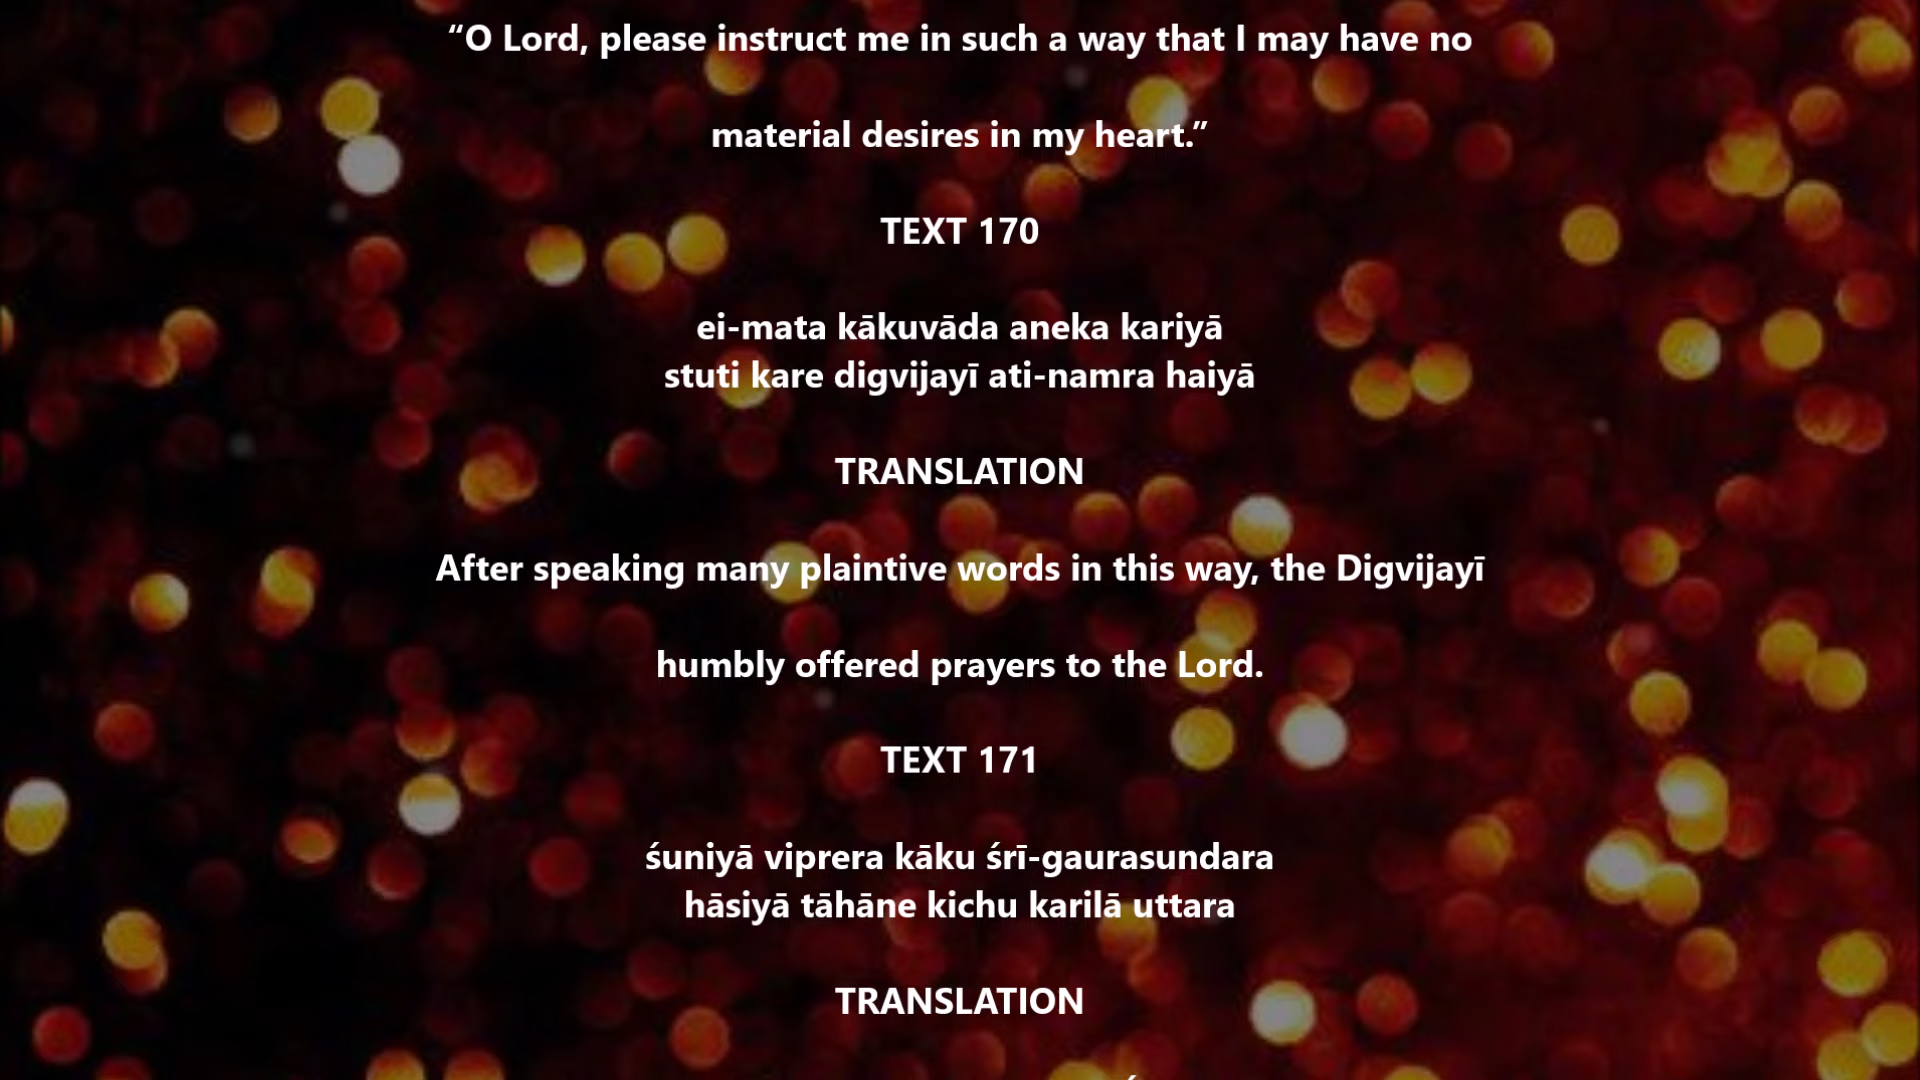 “O Lord, please instruct me in such a way that I may have no
material desires in my heart.”
TEXT 170
ei-mata kākuvāda aneka kariyā
stuti kare digvijayī ati-namra haiyā
TRANSLATION
After speaking many plaintive words in this way, the Digvijayī
humbly offered prayers to the Lord.
TEXT 171
śuniyā viprera kāku śrī-gaurasundara
hāsiyā tāhāne kichu karilā uttara
TRANSLATION